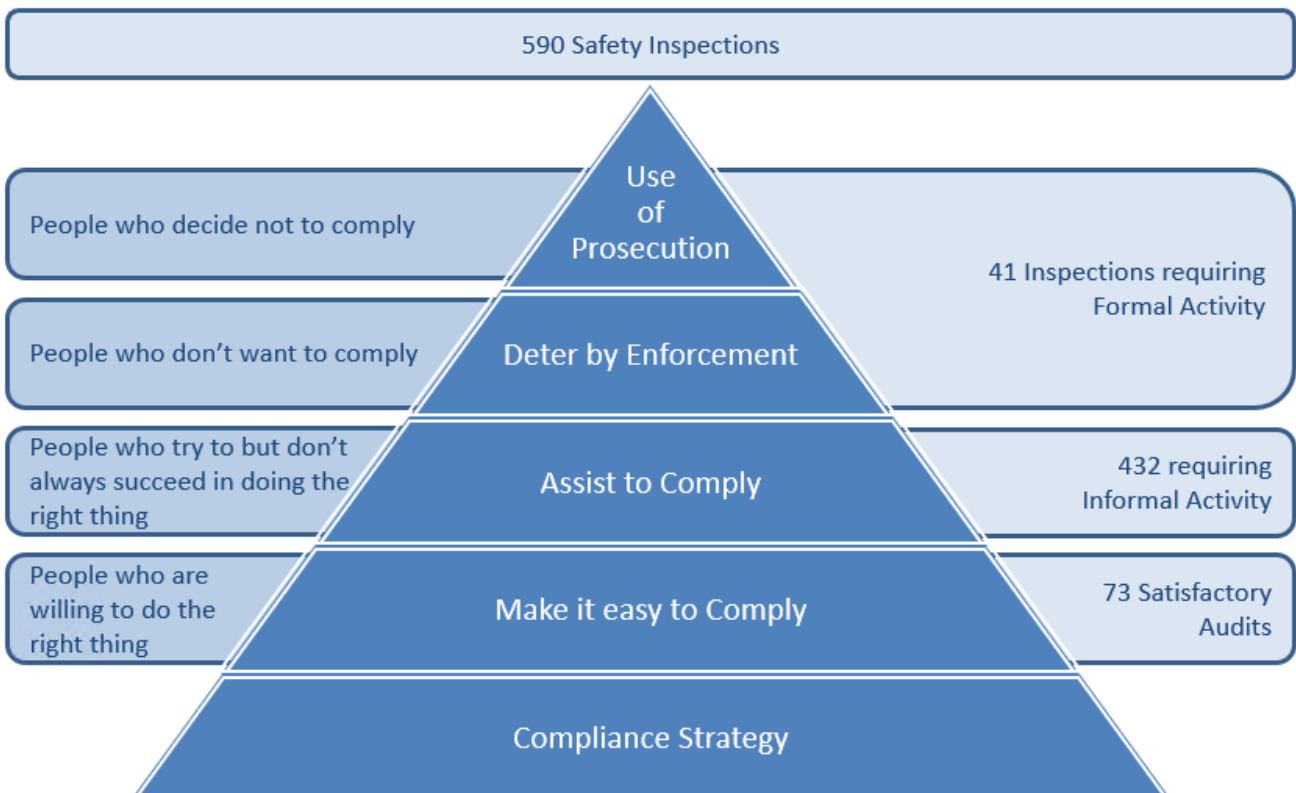 590 Safety Inspections
Use
of
Prosecution
People who decide not to comply
41 Inspections requiring
Formal Activity
People who don’t want to comply
Deter by Enforcement
People who try to but don’t
always succeed in doing the
right thing
Assist to Comply
432 requiring
Informal Activity
People who are
willing to do the
right thing
Make it easy to Comply
73 Satisfactory
Audits
Compliance Strategy